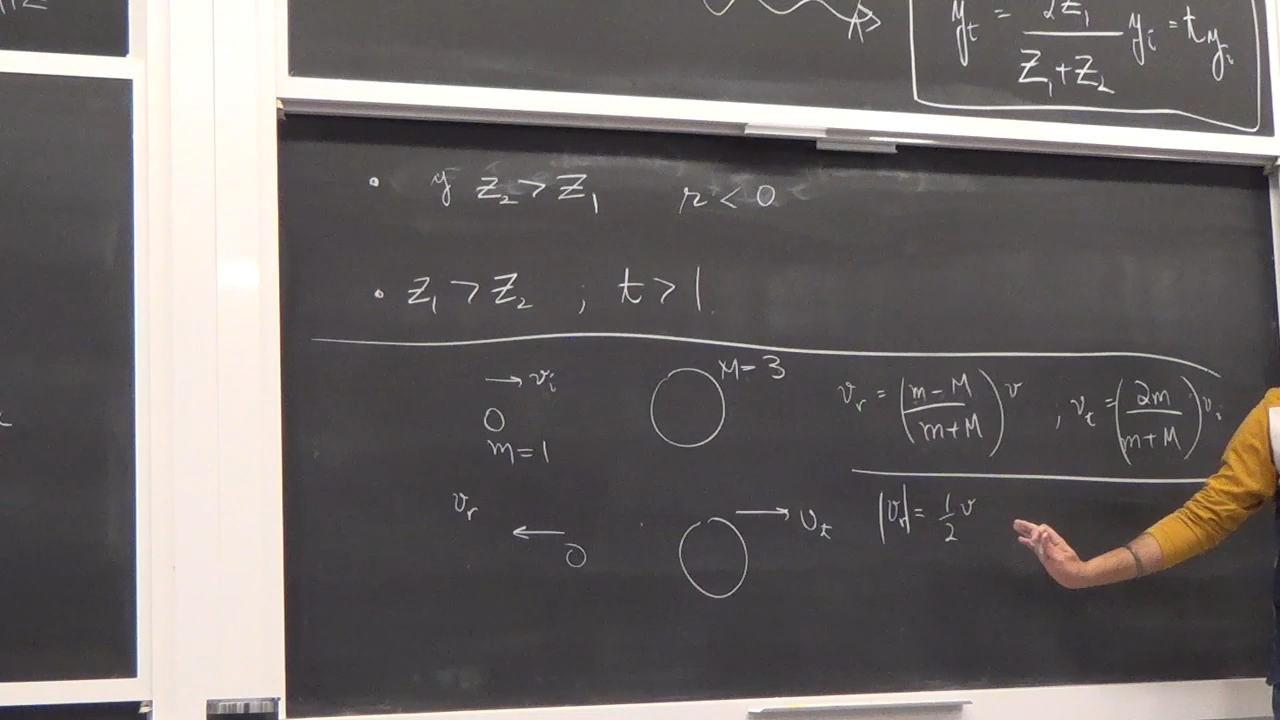 y_t = 2Z_1 / (Z_1 + Z_2) y_i = t y_i
• if Z_2 > Z_1 r < 0
• Z_1 > Z_2 ; t > 1
→ v_i M = 3
m = 1
v_r = ((m - M) / (m + M)) v , v_t = (2m / (m + M)) v_i
v_r ← → v_t |v_r| = 1/2 v